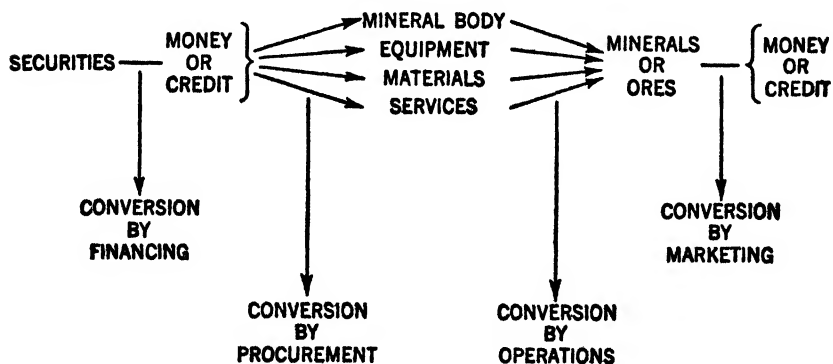 SECURITIES
MONEY
OR
CREDIT
MINERAL BODY
EQUIPMENT
MATERIALS
SERVICES
MINERALS
OR
ORES
MONEY
OR
CREDIT
CONVERSION
BY
FINANCING
CONVERSION
BY
PROCUREMENT
CONVERSION
BY
OPERATIONS
CONVERSION
BY
MARKETING